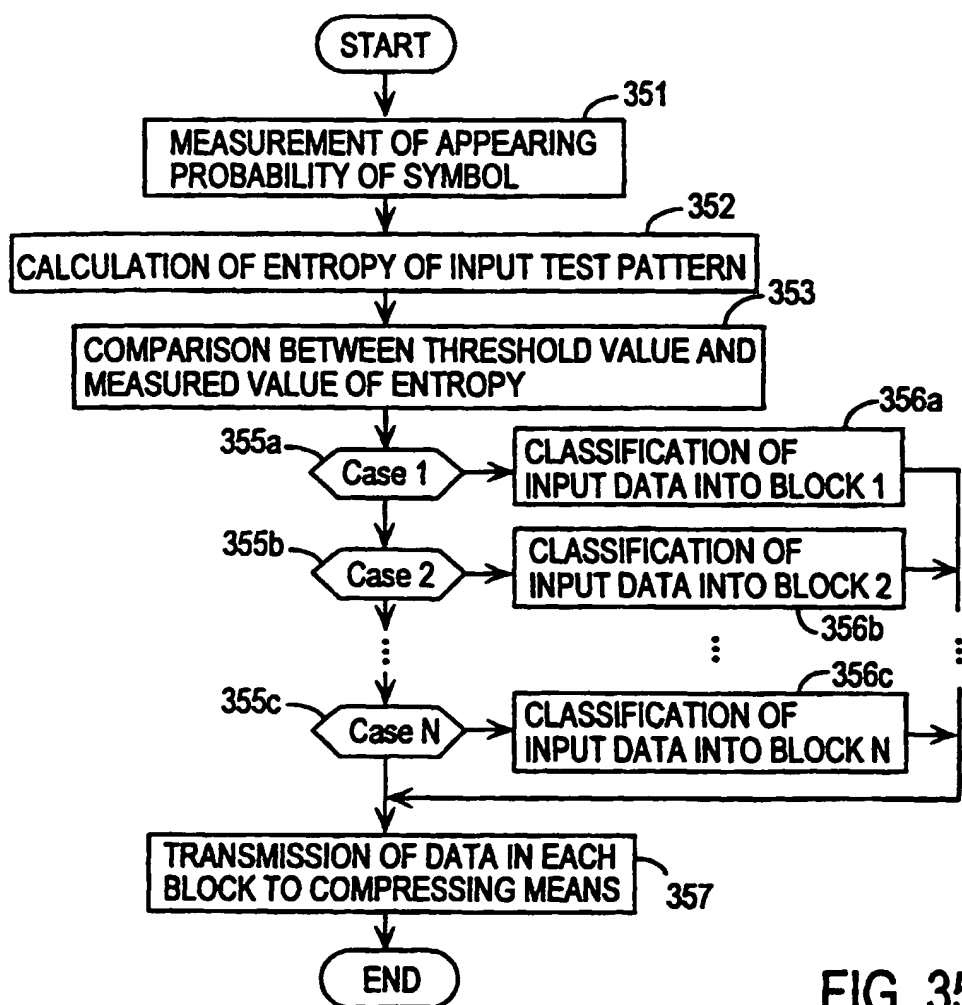 START
351
MEASUREMENT OF APPEARING
PROBABILITY OF SYMBOL
352
CALCULATION OF ENTROPY OF INPUT TEST PATTERN
353
COMPARISON BETWEEN THRESHOLD VALUE AND
MEASURED VALUE OF ENTROPY
355a
Case 1
356a
CLASSIFICATION OF
INPUT DATA INTO BLOCK 1
355b
Case 2
CLASSIFICATION OF
INPUT DATA INTO BLOCK 2
356b
355c
Case N
356c
CLASSIFICATION OF
INPUT DATA INTO BLOCK N
TRANSMISSION OF DATA IN EACH
BLOCK TO COMPRESSING MEANS
357
END
FIG. 35